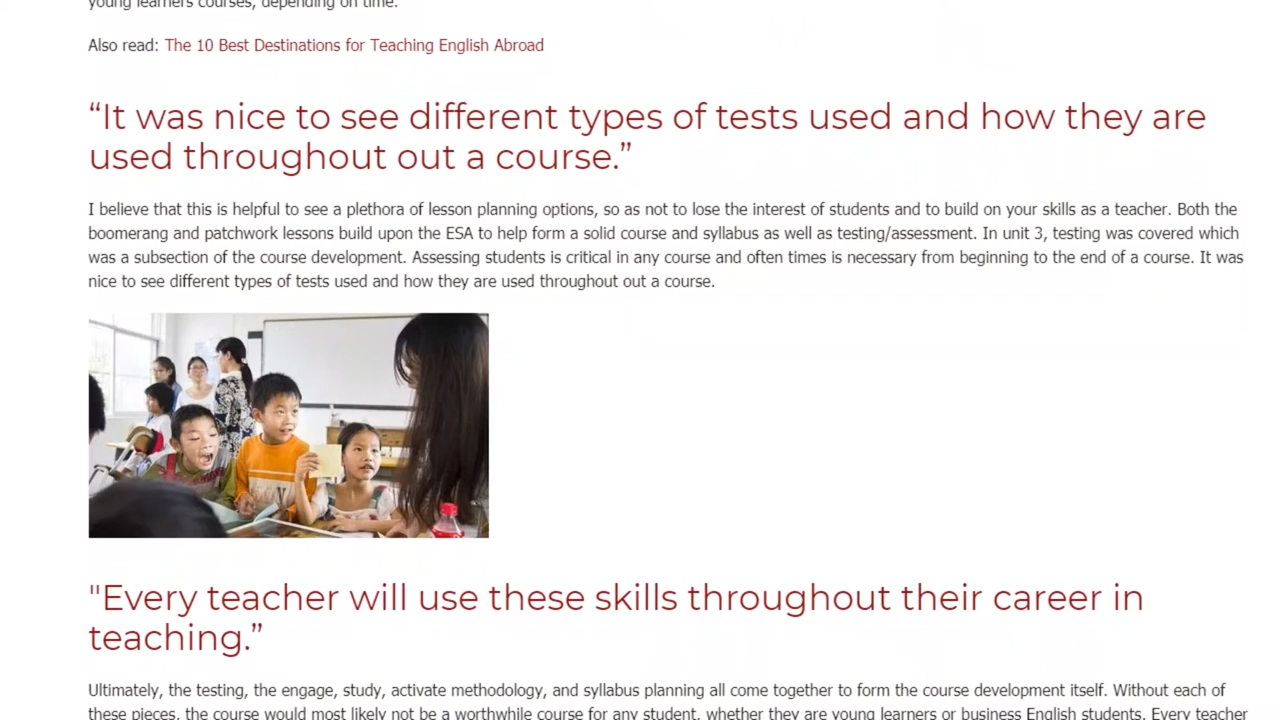 young learners courses, depending on time.
Also read: The 10 Best Destinations for Teaching English Abroad
“It was nice to see different types of tests used and how they are
used throughout out a course.”
I believe that this is helpful to see a plethora of lesson planning options, so as not to lose the interest of students and to build on your skills as a teacher. Both the
boomerang and patchwork lessons build upon the ESA to help form a solid course and syllabus as well as testing/assessment. In unit 3, testing was covered which
was a subsection of the course development. Assessing students is critical in any course and often times is necessary from beginning to the end of a course. It was
nice to see different types of tests used and how they are used throughout out a course.
"Every teacher will use these skills throughout their career in
teaching.”
Ultimately, the testing, the engage, study, activate methodology, and syllabus planning all come together to form the course development itself. Without each of
these pieces, the course would most likely not be a worthwhile course for any student, whether they are young learners or business English students. Every teacher